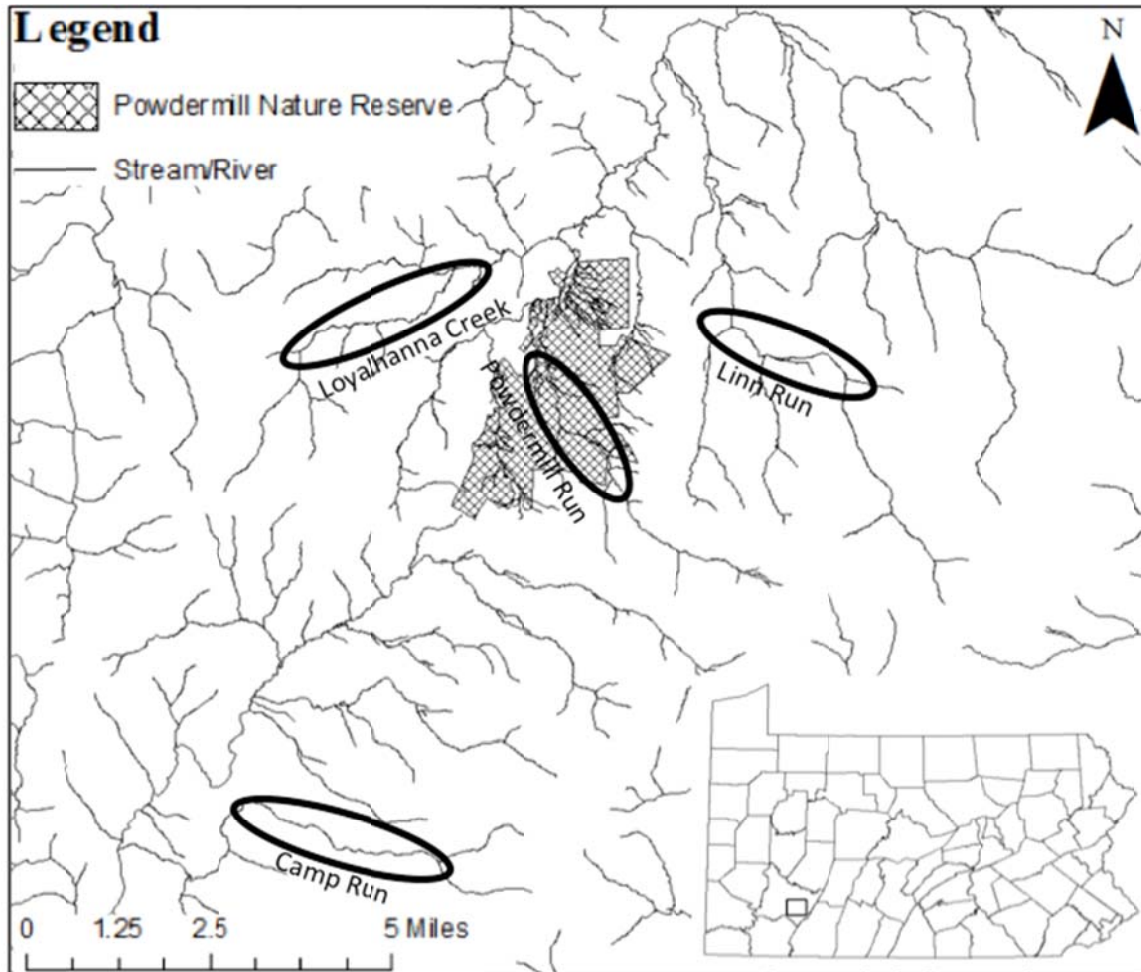 Legend
N
Powdermill Nature Reserve
Stream/River
Loyalhanna Creek
Powdermill Run
Linn Run
Camp Run
0 1.25 2.5 5 Miles